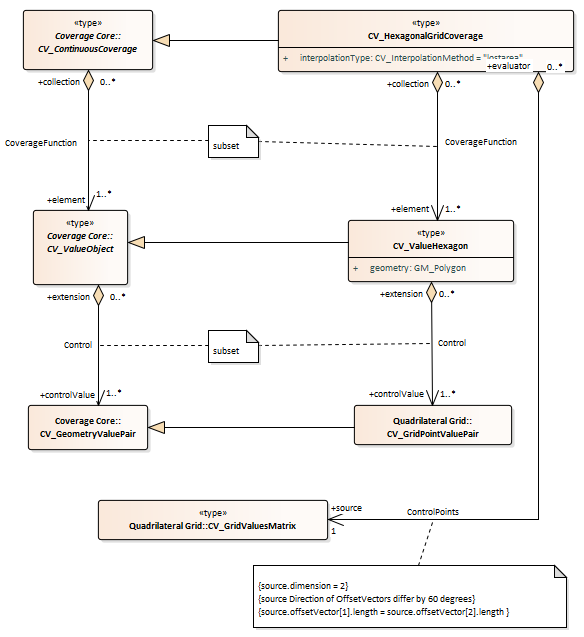 «type»
Coverage Core::
CV_ContinuousCoverage
«type»
CV_HexagonalGridCoverage
+ interpolationType: CV_InterpolationMethod = "lostarea"
+evaluator 0..*
+collection 0..*
+collection 0..*
CoverageFunction
subset
CoverageFunction
+element 1..*
+element 1..*
«type»
Coverage Core::
CV_ValueObject
«type»
CV_ValueHexagon
+ geometry: GM_Polygon
+extension 0..*
+extension 0..*
Control
subset
Control
+controlValue 1..*
+controlValue 1..*
Coverage Core::
CV_GeometryValuePair
Quadrilateral Grid::
CV_GridPointValuePair
«type»
Quadrilateral Grid::CV_GridValuesMatrix
+source
1
ControlPoints
{source.dimension = 2}
{source Direction of OffsetVectors differ by 60 degrees}
{source.offsetVector[1].length = source.offsetVector[2].length }